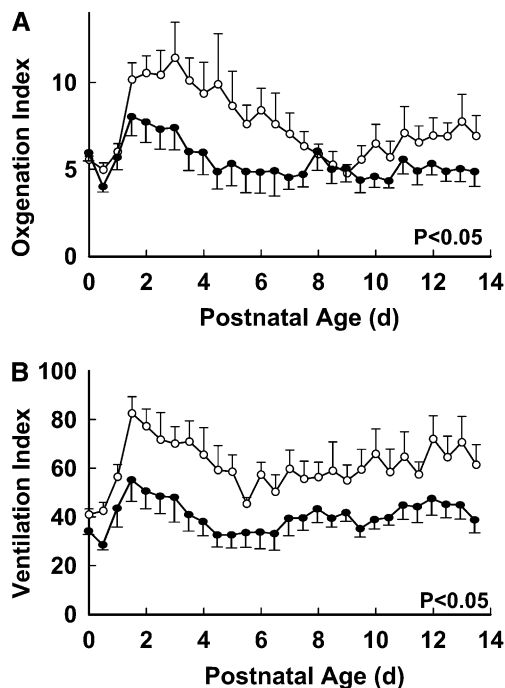 A
Oxgenation Index
10
5
0
P<0.05
0 2 4 6 8 10 12 14
Postnatal Age (d)
B
Ventilation Index
100
80
60
40
20
0
P<0.05
0 2 4 6 8 10 12 14
Postnatal Age (d)